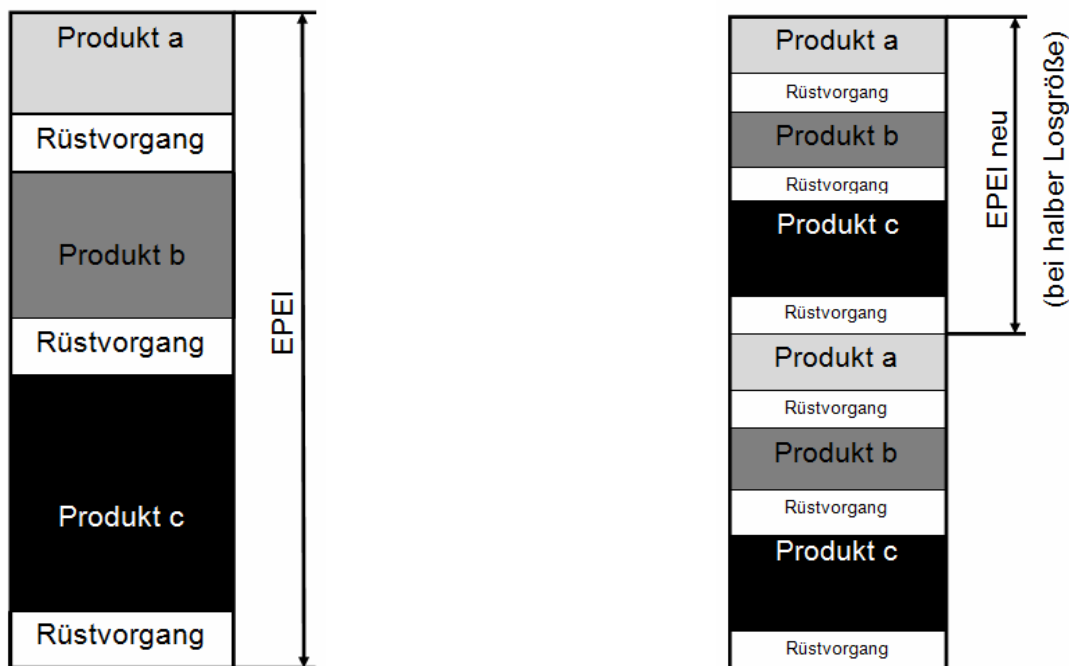 Produkt a
Rüstvorgang
Produkt b
Rüstvorgang
Produkt c
Rüstvorgang
EPEI
Produkt a
Rüstvorgang
Produkt b
Rüstvorgang
Produkt c
Rüstvorgang
Produkt a
Rüstvorgang
Produkt b
Rüstvorgang
Produkt c
Rüstvorgang
EPEI neu
(bei halber Losgröße)